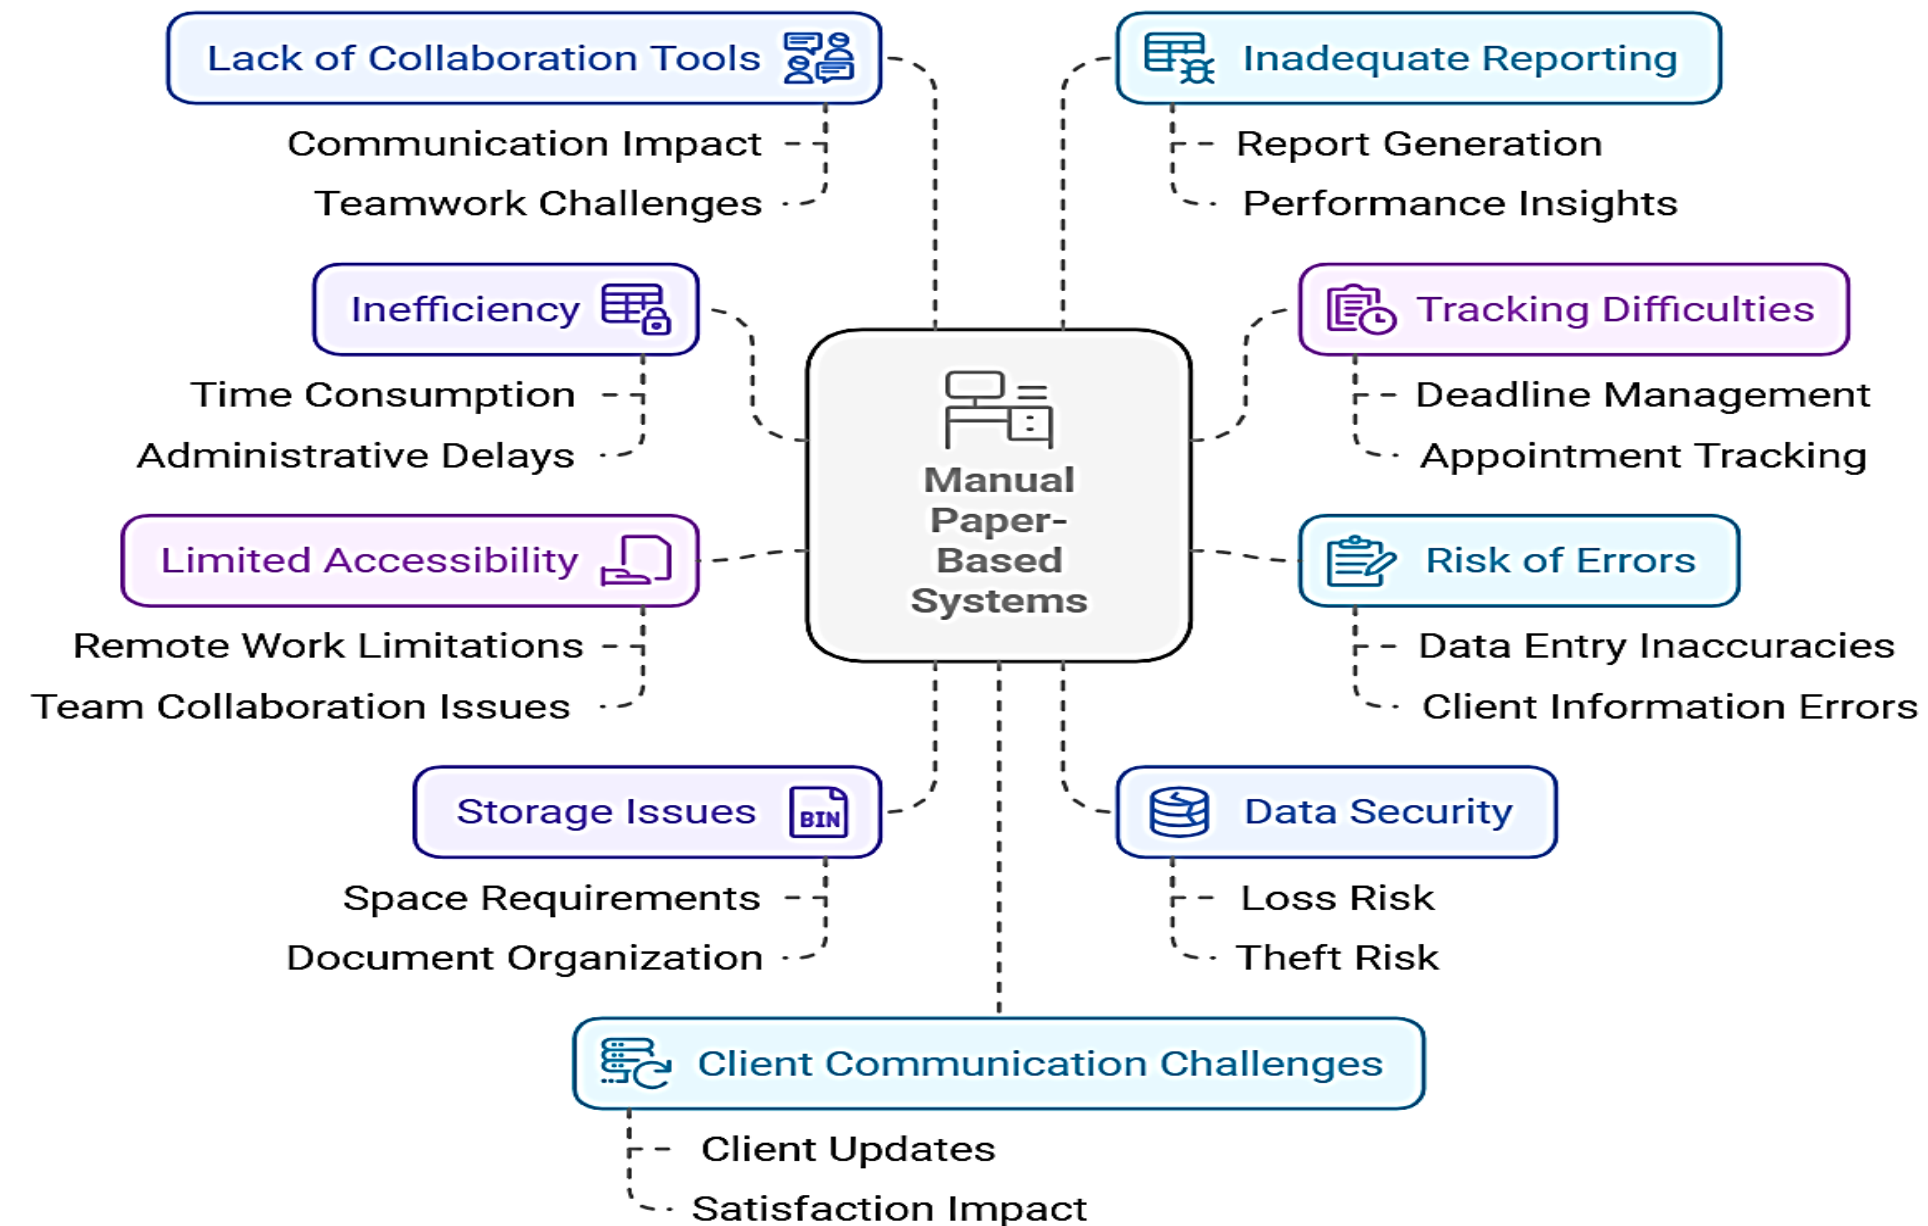 Lack of Collaboration Tools
Communication Impact
Teamwork Challenges
Inadequate Reporting
Report Generation
Performance Insights
Inefficiency
Time Consumption
Administrative Delays
Tracking Difficulties
Deadline Management
Appointment Tracking
Manual
Paper-
Based
Systems
Limited Accessibility
Remote Work Limitations
Team Collaboration Issues
Risk of Errors
Data Entry Inaccuracies
Client Information Errors
Storage Issues
BIN
Space Requirements
Document Organization
Data Security
Loss Risk
Theft Risk
Client Communication Challenges
Client Updates
Satisfaction Impact